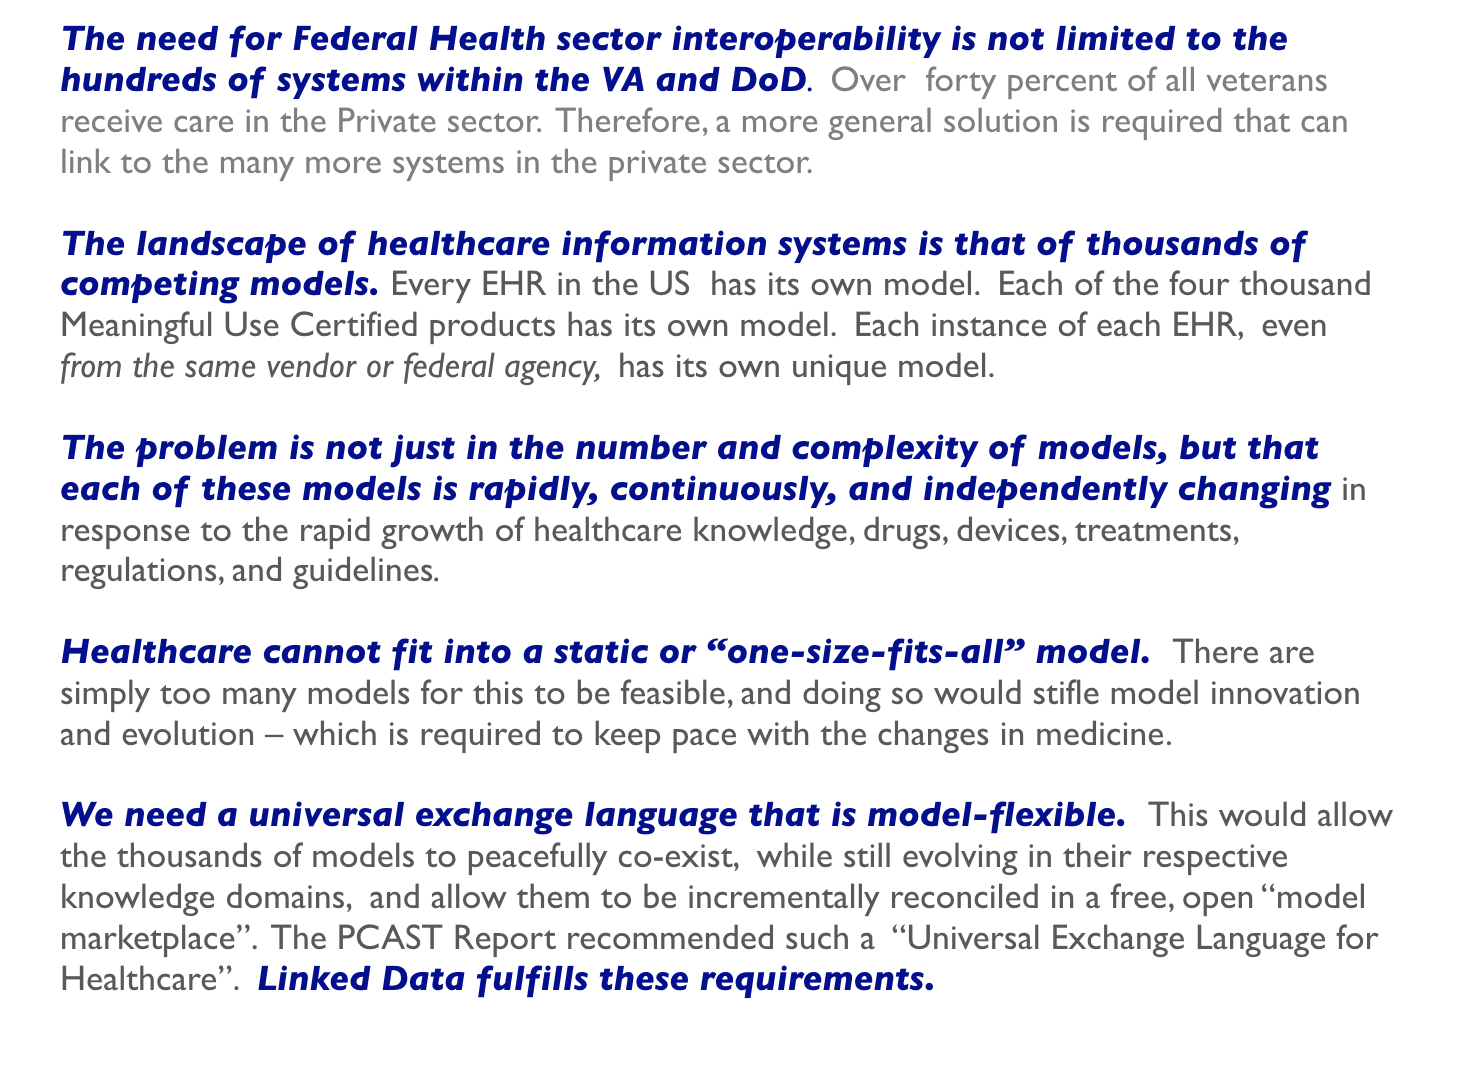 The need for Federal Health sector interoperability is not limited to the
hundreds of systems within the VA and DoD.  Over  forty percent of all veterans
receive care in the Private sector.  Therefore, a more general solution is required that can
link to the many more systems in the private sector.
The landscape of healthcare information systems is that of thousands of
competing models. Every EHR in the US  has its own model.  Each of the four thousand
Meaningful Use Certified products has its own model.  Each instance of each EHR,  even
from the same vendor or federal agency,  has its own unique model.
The problem is not just in the number and complexity of models, but that
each of these models is rapidly, continuously, and independently changing in
response to the rapid growth of healthcare knowledge, drugs, devices, treatments,
regulations, and guidelines.
Healthcare cannot fit into a static or “one-size-fits-all” model.  There are
simply too many models for this to be feasible, and doing so would stifle model innovation
and evolution – which is required to keep pace with the changes in medicine.
We need a universal exchange language that is model-flexible.  This would allow
the thousands of models to peacefully co-exist,  while still evolving in their respective
knowledge domains,  and allow them to be incrementally reconciled in a free, open “model
marketplace”.  The PCAST Report recommended such a  “Universal Exchange Language for
Healthcare”.  Linked Data fulfills these requirements.